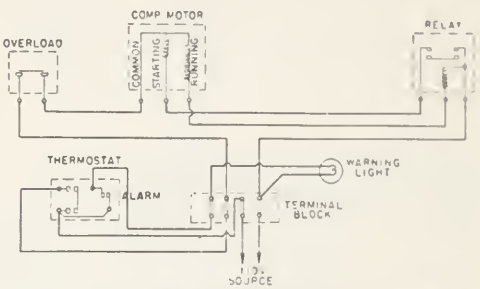 COMP MOTOR
RELAY
OVERLOAD
COMMON
STARTING
RUNNING
THERMOSTAT
ALARM
WARNING
LIGHT
TERMINAL
BLOCK
SOURCE